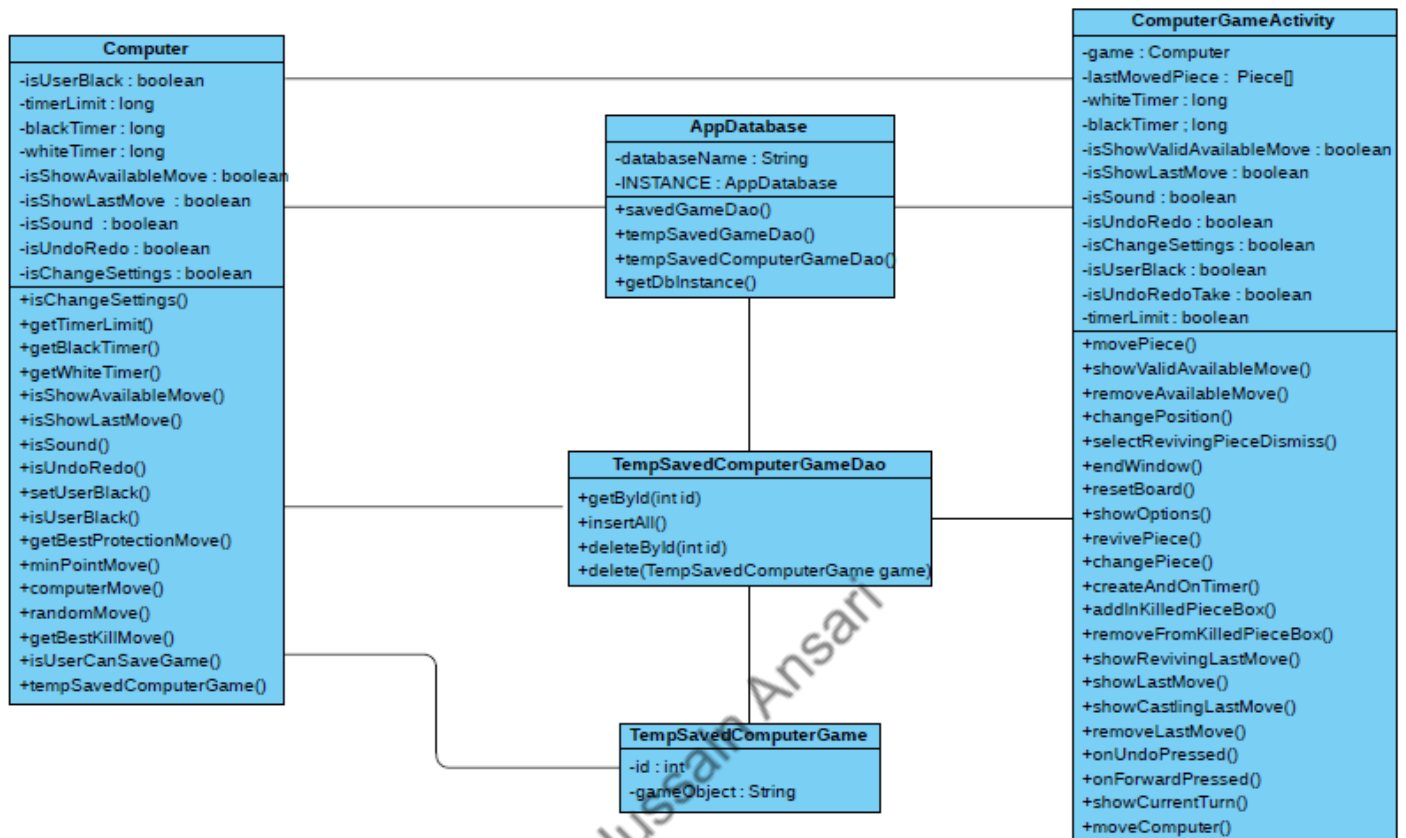 Computer
-isUserBlack : boolean
-timerLimit : long
-blackTimer : long
-whiteTimer : long
-isShowAvailableMove : boolean
-isShowLastMove : boolean
-isSound : boolean
-isUndoRedo : boolean
-isChangeSettings : boolean
+isChangeSettings()
+getTimerLimit()
+getBlackTimer()
+getWhiteTimer()
+isShowAvailableMove()
+isShowLastMove()
+isSound()
+isUndoRedo()
+setUserBlack()
+isUserBlack()
+getBestProtectionMove()
+minPointMove()
+computerMove()
+randomMove()
+getBestKillMove()
+isUserCanSaveGame()
+tempSavedComputerGame()
AppDatabase
-databaseName : String
-INSTANCE : AppDatabase
+savedGameDao()
+tempSavedGameDao()
+tempSavedComputerGameDao()
+getDbInstance()
TempSavedComputerGameDao
+getById(int id)
+insertAll()
+deleteById(int id)
+delete(TempSavedComputerGame game)
TempSavedComputerGame
-id : int
-gameObject : String
ComputerGameActivity
-game : Computer
-lastMovedPiece : Piece[]
-whiteTimer : long
-blackTimer ; long
-isShowValidAvailableMove : boolean
-isShowLastMove : boolean
-isSound : boolean
-isUndoRedo : boolean
-isChangeSettings : boolean
-isUserBlack : boolean
-isUndoRedoTake : boolean
-timerLimit : boolean
+movePiece()
+showValidAvailableMove()
+removeAvailableMove()
+changePosition()
+selectRevivingPieceDismiss()
+endWindow()
+resetBoard()
+showOptions()
+revivePiece()
+changePiece()
+createAndOnTimer()
+addInKilledPieceBox()
+removeFromKilledPieceBox()
+showRevivingLastMove()
+showLastMove()
+showCastlingLastMove()
+removeLastMove()
+onUndoPressed()
+onForwardPressed()
+showCurrentTurn()
+moveComputer()
Hussain Ansari